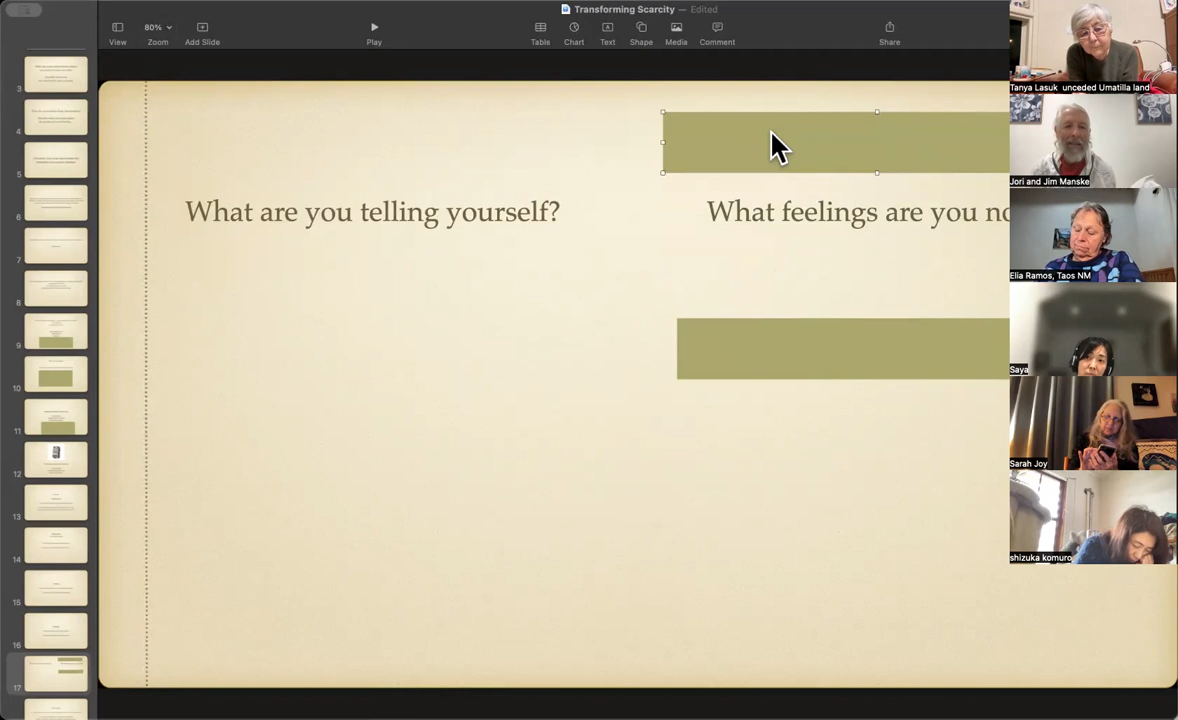 Transforming Scarcity — Edited
80%
View
Zoom
Add Slide
Play
Table
Chart
Text
Shape
Media
Comment
Share
What are you telling yourself?
What feelings are you no
Tanya Lasuk unceded Umatilla land
Jori and Jim Manske
Elia Ramos, Taos NM
Saya
Sarah Joy
shizuka komuro
3
4
5
6
7
8
9
10
11
12
13
14
15
16
17